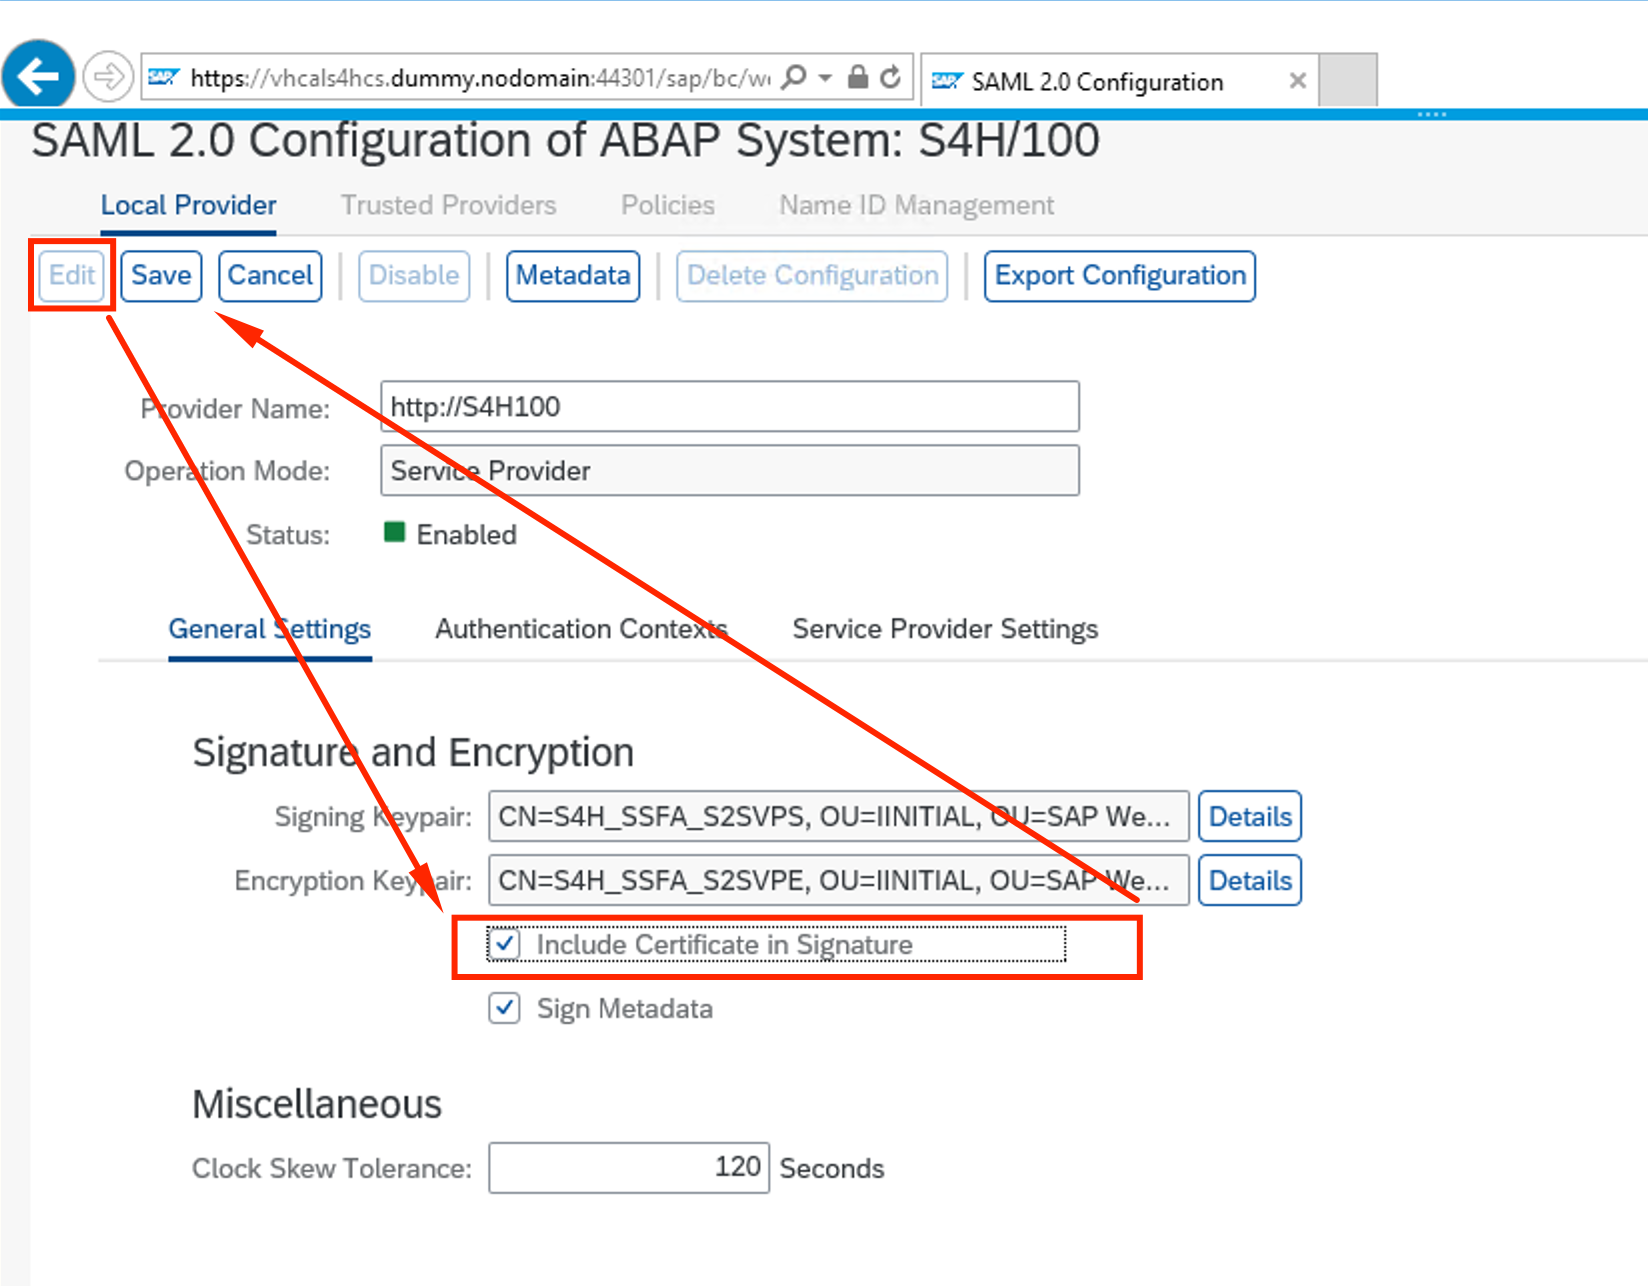 SAP https://vhcals4hcs.dummy.nodomain:44301/sap/bc/w SAP SAML 2.0 Configuration
SAML 2.0 Configuration of ABAP System: S4H/100
Local Provider Trusted Providers Policies Name ID Management
Edit Save Cancel Disable Metadata Delete Configuration Export Configuration
Provider Name: http://S4H100
Operation Mode: Service Provider
Status: Enabled
General Settings Authentication Contexts Service Provider Settings
Signature and Encryption
Signing Keypair: CN=S4H_SSFA_S2SVPS, OU=IINITIAL, OU=SAP We... Details
Encryption Keypair: CN=S4H_SSFA_S2SVPE, OU=IINITIAL, OU=SAP We... Details
Include Certificate in Signature
Sign Metadata
Miscellaneous
Clock Skew Tolerance: 120 Seconds